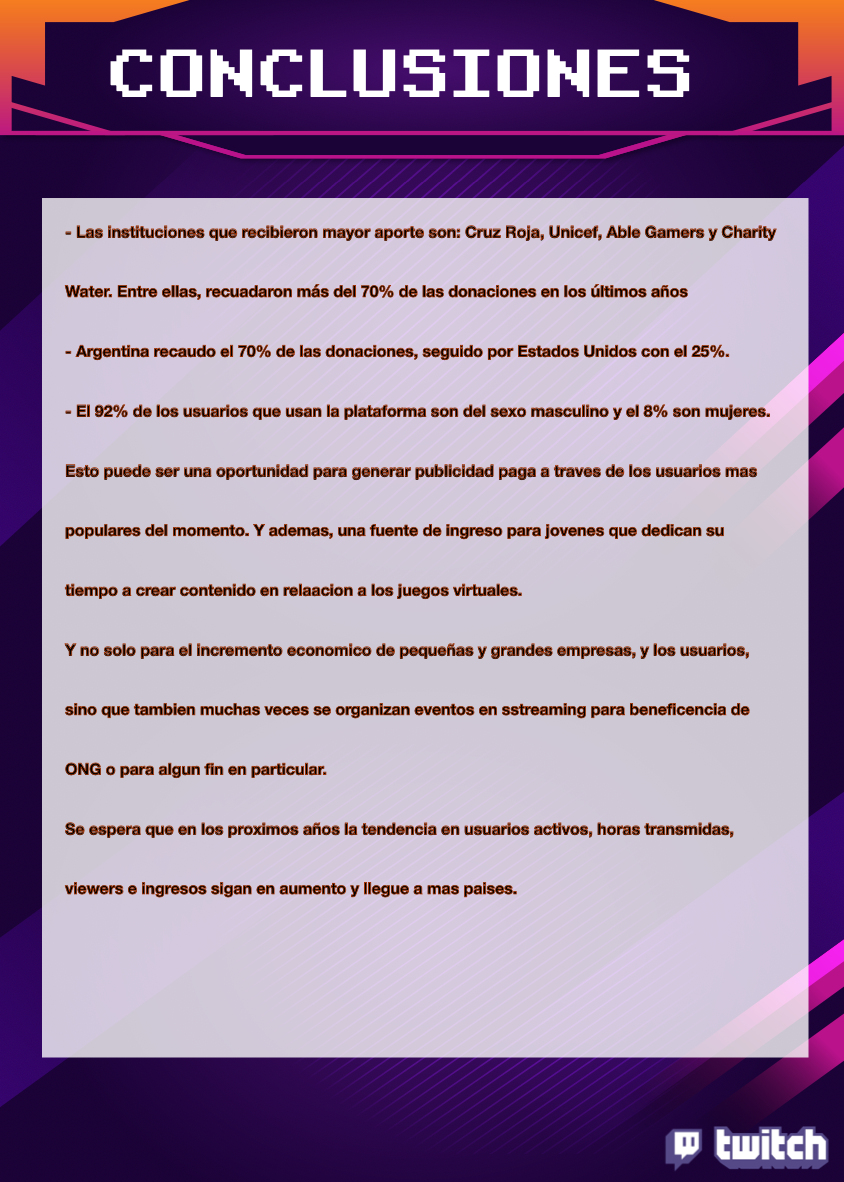 CONCLUSIONES
- Las instituciones que recibieron mayor aporte son: Cruz Roja, Unicef, Able Gamers y Charity
Water. Entre ellas, recuadaron más del 70% de las donaciones en los últimos años
- Argentina recaudo el 70% de las donaciones, seguido por Estados Unidos con el 25%.
- El 92% de los usuarios que usan la plataforma son del sexo masculino y el 8% son mujeres.
Esto puede ser una oportunidad para generar publicidad paga a traves de los usuarios mas
populares del momento. Y ademas, una fuente de ingreso para jovenes que dedican su
tiempo a crear contenido en relaacion a los juegos virtuales.
Y no solo para el incremento economico de pequeñas y grandes empresas, y los usuarios,
sino que tambien muchas veces se organizan eventos en sstreaming para beneficencia de
ONG o para algun fin en particular.
Se espera que en los proximos años la tendencia en usuarios activos, horas transmidas,
viewers e ingresos sigan en aumento y llegue a mas paises.
twitch